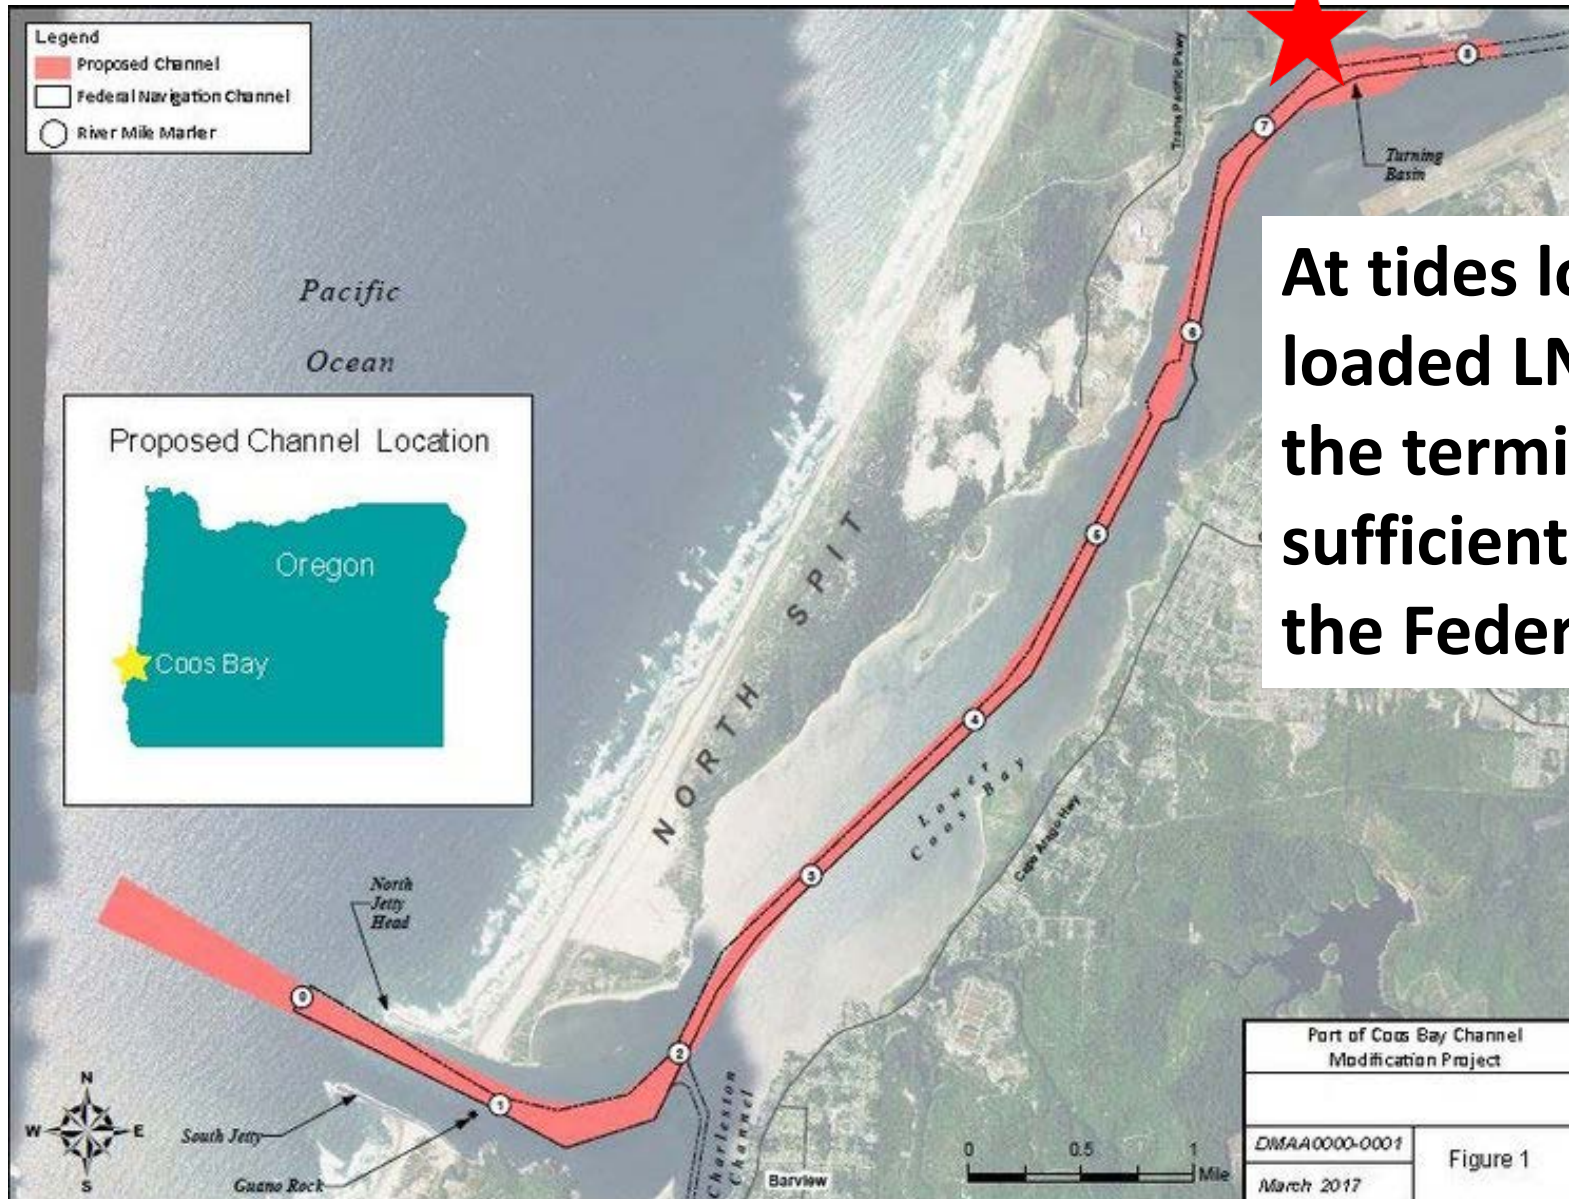 Legend
Proposed Channel
Federal Navigation Channel
River Mile Marker
Trans Pacific Pkwy
8
7
Turning
Basin
Pacific
Ocean
At tides lo
loaded LN
the termi
sufficient
the Feder
6
Proposed Channel Location
Oregon
Coos Bay
5
NORTH SPIT
4
Lower
Coos Bay
Cape Arago Hwy
3
North
Jetty
Head
0
2
1
Port of Coos Bay Channel
Modification Project
N
W E
S
South Jetty
Guano Rock
Charleston
Channel
Barview
0 0.5 1
Mile
DMAA0000-0001
March 2017
Figure 1